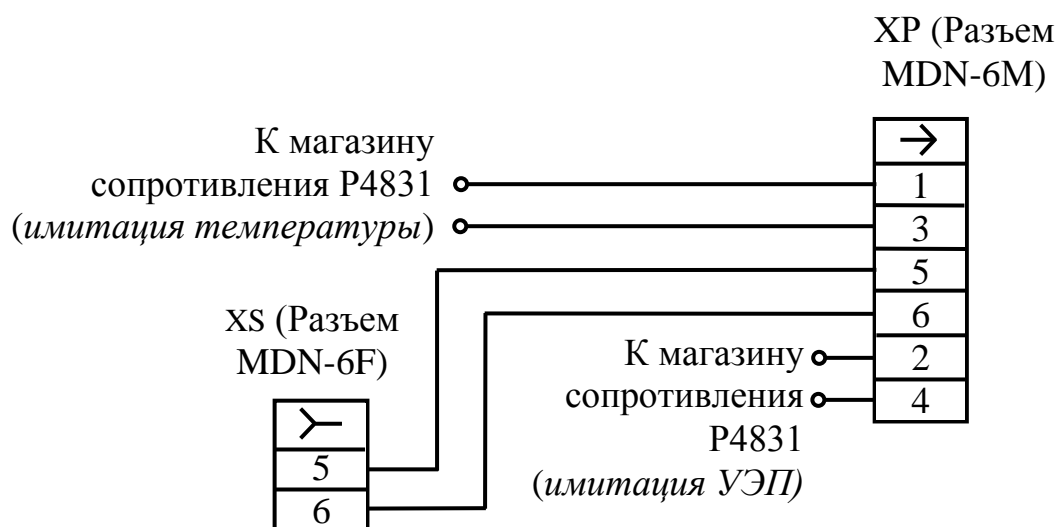 XP (Разъем
MDN-6M)
К магазину
сопротивления Р4831
(имитация температуры)
1
3
5
6
2
4
XS (Разъем
MDN-6F)
5
6
К магазину
сопротивления
Р4831
(имитация УЭП)